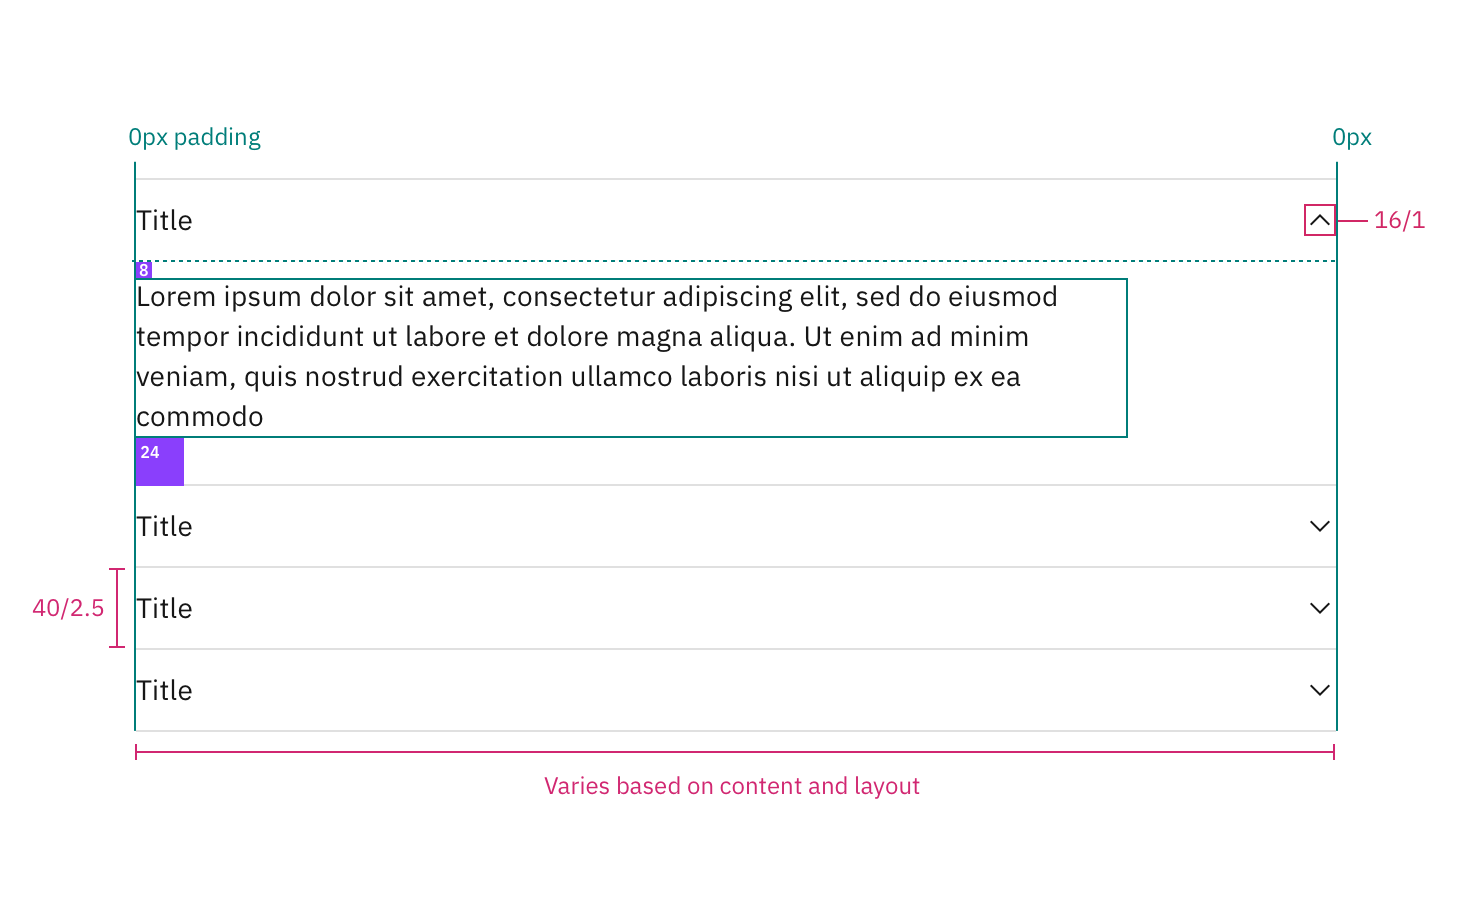 0px padding
0px
Title
16/1
8
Lorem ipsum dolor sit amet, consectetur adipiscing elit, sed do eiusmod
tempor incididunt ut labore et dolore magna aliqua. Ut enim ad minim
veniam, quis nostrud exercitation ullamco laboris nisi ut aliquip ex ea
commodo
24
Title
40/2.5
Title
Title
Varies based on content and layout